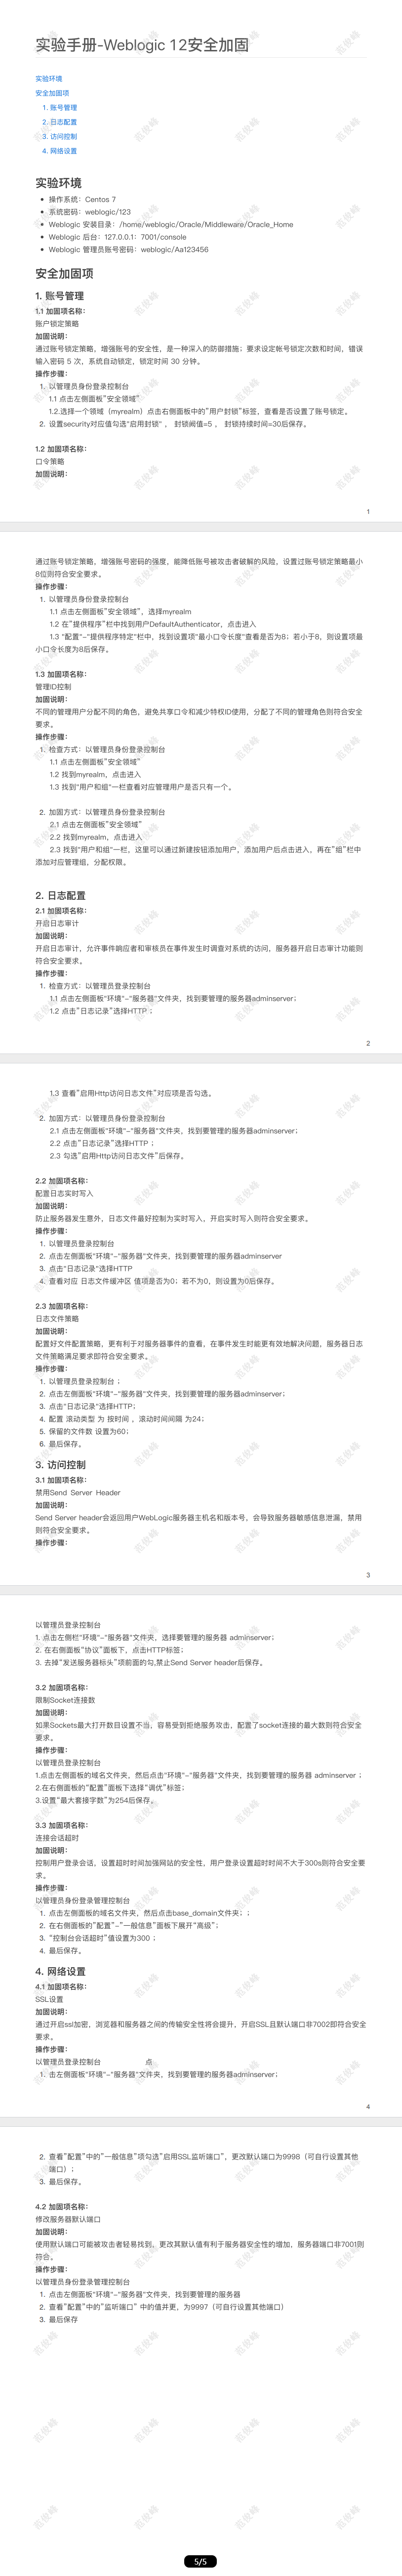 实验手册-Weblogic 12安全加固
实验环境
安全加固项
1. 账号管理
2. 日志配置
3. 访问控制
4. 网络设置
实验环境
• 操作系统：Centos 7
• 系统密码：weblogic/123
• Weblogic 安装目录：/home/weblogic/Oracle/Middleware/Oracle_Home
• Weblogic 后台：127.0.0.1：7001/console
• Weblogic 管理员账号密码：weblogic/Aa123456
安全加固项
1. 账号管理
1.1 加固项名称：
账户锁定策略
加固说明：
通过账号锁定策略，增强账号的安全性，是一种深入的防御措施；要求设定帐号锁定次数和时间，错误
输入密码 5 次，系统自动锁定，锁定时间 30 分钟。
操作步骤：
1. 以管理员身份登录控制台
1.1 点击左侧面板“安全领域”
1.2.选择一个领域（myrealm）点击右侧面板中的“用户封锁”标签，查看是否设置了账号锁定。
2. 设置security对应值勾选“启用封锁” ， 封锁阀值=5 ， 封锁持续时间=30后保存。
1.2 加固项名称：
口令策略
加固说明：
1
通过账号锁定策略，增强账号密码的强度，能降低账号被攻击者破解的风险，设置过账号锁定策略最小
8位则符合安全要求。
操作步骤：
1. 以管理员身份登录控制台
1.1 点击左侧面板“安全领域”，选择myrealm
1.2 在“提供程序”栏中找到用户DefaultAuthenticator，点击进入
1.3 “配置”-“提供程序特定”栏中，找到设置项“最小口令长度”查看是否为8；若小于8，则设置项最
小口令长度为8后保存。
1.3 加固项名称：
管理ID控制
加固说明：
不同的管理用户分配不同的角色，避免共享口令和减少特权ID使用，分配了不同的管理角色则符合安全
要求。
操作步骤：
1. 检查方式：以管理员身份登录控制台
1.1 点击左侧面板“安全领域”
1.2 找到myrealm，点击进入
1.3 找到“用户和组”一栏查看对应管理用户是否只有一个。
2. 加固方式：以管理员身份登录控制台
2.1 点击左侧面板“安全领域”
2.2 找到myrealm，点击进入
2.3 找到“用户和组”一栏，这里可以通过新建按钮添加用户，添加用户后点击进入，再在“组”栏中
添加对应管理组，分配权限。
2. 日志配置
2.1 加固项名称：
开启日志审计
加固说明：
开启日志审计，允许事件响应者和审核员在事件发生时调查对系统的访问，服务器开启日志审计功能则
符合安全要求。
操作步骤：
1. 检查方式：以管理员登录控制台
1.1 点击左侧面板“环境”-“服务器”文件夹，找到要管理的服务器adminserver；
1.2 点击“日志记录”选择HTTP ；
2
1.3 查看“启用Http访问日志文件”对应项是否勾选。
2. 加固方式：以管理员身份登录控制台
2.1 点击左侧面板“环境”-“服务器”文件夹，找到要管理的服务器adminserver；
2.2 点击“日志记录”选择HTTP ；
2.3 勾选“启用Http访问日志文件”后保存。
2.2 加固项名称：
配置日志实时写入
加固说明：
防止服务器发生意外，日志文件最好控制为实时写入，开启实时写入则符合安全要求。
操作步骤：
1. 以管理员登录控制台
2. 点击左侧面板“环境”-“服务器”文件夹，找到要管理的服务器adminserver
3. 点击“日志记录”选择HTTP
4. 查看对应 日志文件缓冲区 值项是否为0；若不为0，则设置为0后保存。
2.3 加固项名称：
日志文件策略
加固说明：
配置好文件配置策略，更有利于对服务器事件的查看，在事件发生时能更有效地解决问题，服务器日志
文件策略满足要求即符合安全要求。
操作步骤：
1. 以管理员登录控制台 ；
2. 点击左侧面板“环境”-“服务器”文件夹，找到要管理的服务器adminserver；
3. 点击“日志记录”选择HTTP；
4. 配置 滚动类型 为 按时间 ，滚动时间间隔 为24；
5. 保留的文件数 设置为60；
6. 最后保存。
3. 访问控制
3.1 加固项名称：
禁用Send Server Header
加固说明：
Send Server header会返回用户WebLogic服务器主机名和版本号，会导致服务器敏感信息泄漏，禁用
则符合安全要求。
操作步骤：
3
以管理员登录控制台
1. 点击左侧栏“环境”-“服务器”文件夹，选择要管理的服务器 adminserver；
2. 在右侧面板“协议”面板下，点击HTTP标签；
3. 去掉“发送服务器标头”项前面的勾,禁止Send Server header后保存。
3.2 加固项名称：
限制Socket连接数
加固说明：
如果Sockets最大打开数目设置不当，容易受到拒绝服务攻击，配置了socket连接的最大数则符合安全
要求。
操作步骤：
以管理员登录控制台
1.点击左侧面板的域名文件夹，然后点击“环境”-“服务器”文件夹，找到要管理的服务器 adminserver ；
2.在右侧面板的“配置”面板下选择“调优”标签；
3.设置“最大套接字数”为254后保存。
3.3 加固项名称：
连接会话超时
加固说明：
控制用户登录会话，设置超时时间加强网站的安全性，用户登录设置超时时间不大于300s则符合安全要
求。
操作步骤：
以管理员身份登录管理控制台
1. 点击左侧面板的域名文件夹，然后点击base_domain文件夹；；
2. 在右侧面板的“配置”-“一般信息”面板下展开“高级”；
3. “控制台会话超时”值设置为300 ；
4. 最后保存。
4. 网络设置
4.1 加固项名称：
SSL设置
加固说明：
通过开启ssl加密，浏览器和服务器之间的传输安全性将会提升，开启SSL且默认端口非7002即符合安全
要求。
操作步骤：
以管理员登录控制台 点
1. 击左侧面板“环境”-“服务器”文件夹，找到要管理的服务器adminserver；
4
2. 查看“配置”中的“一般信息”项勾选“启用SSL监听端口”，更改默认端口为9998（可自行设置其他
端口）；
3. 最后保存。
4.2 加固项名称：
修改服务器默认端口
加固说明：
使用默认端口可能被攻击者轻易找到，更改其默认值有利于服务器安全性的增加，服务器端口非7001则
符合。
操作步骤：
以管理员身份登录管理控制台
1. 点击左侧面板“环境”-“服务器”文件夹，找到要管理的服务器
2. 查看“配置”中的“监听端口” 中的值并更，为9997（可自行设置其他端口）
3. 最后保存
5/5